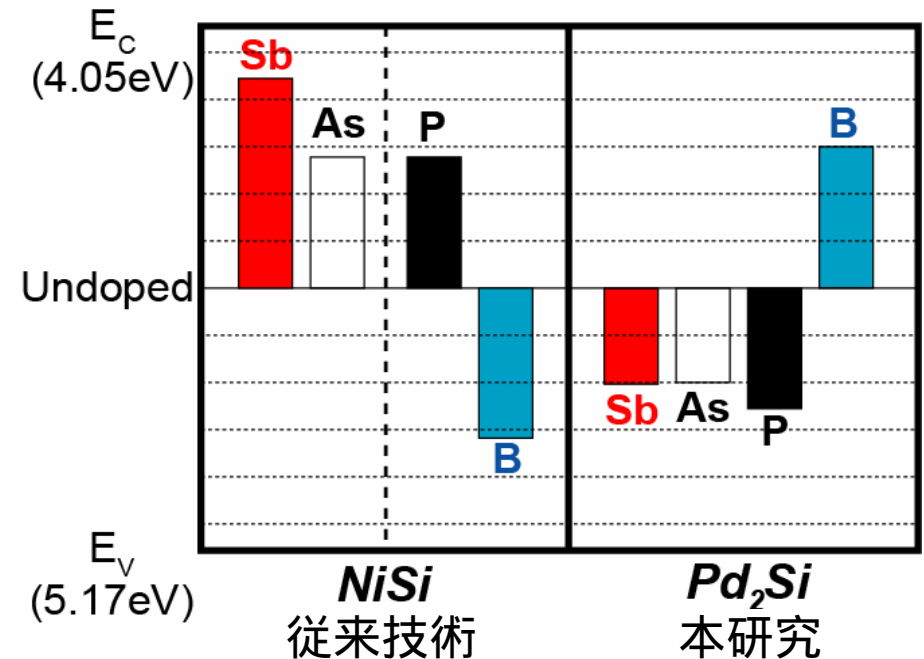 E_C
(4.05eV)
Undoped
E_V
(5.17eV)
Sb
As
P
B
Sb
As
P
B
NiSi
従来技術
Pd_2Si
本研究